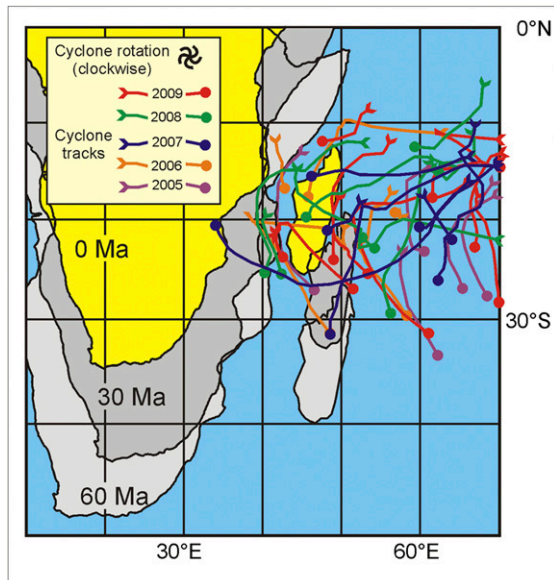 0°N
Cyclone rotation
(clockwise)
2009
2008
Cyclone
tracks
2007
2006
2005
0 Ma
30°S
30 Ma
60 Ma
30°E
60°E